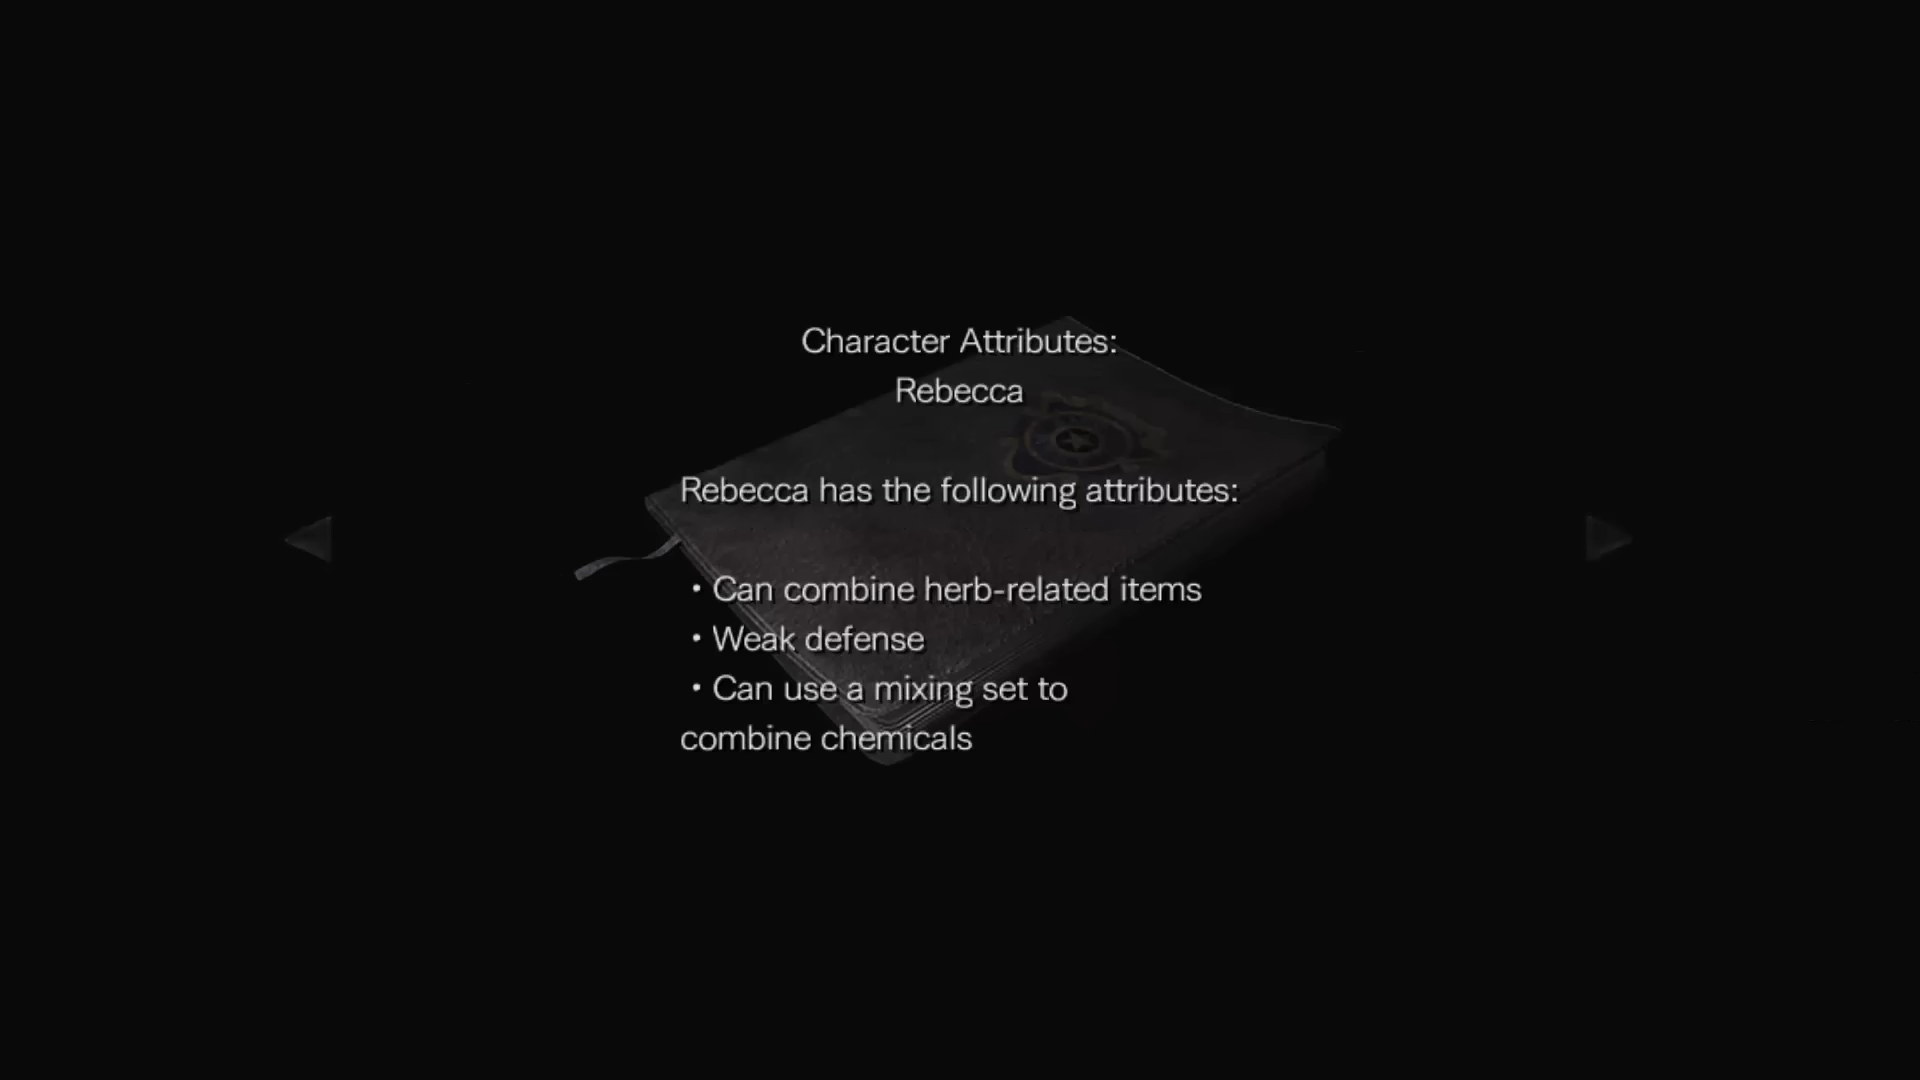 Character Attributes:
Rebecca
Rebecca has the following attributes:
・Can combine herb-related items
・Weak defense
・Can use a mixing set to
combine chemicals